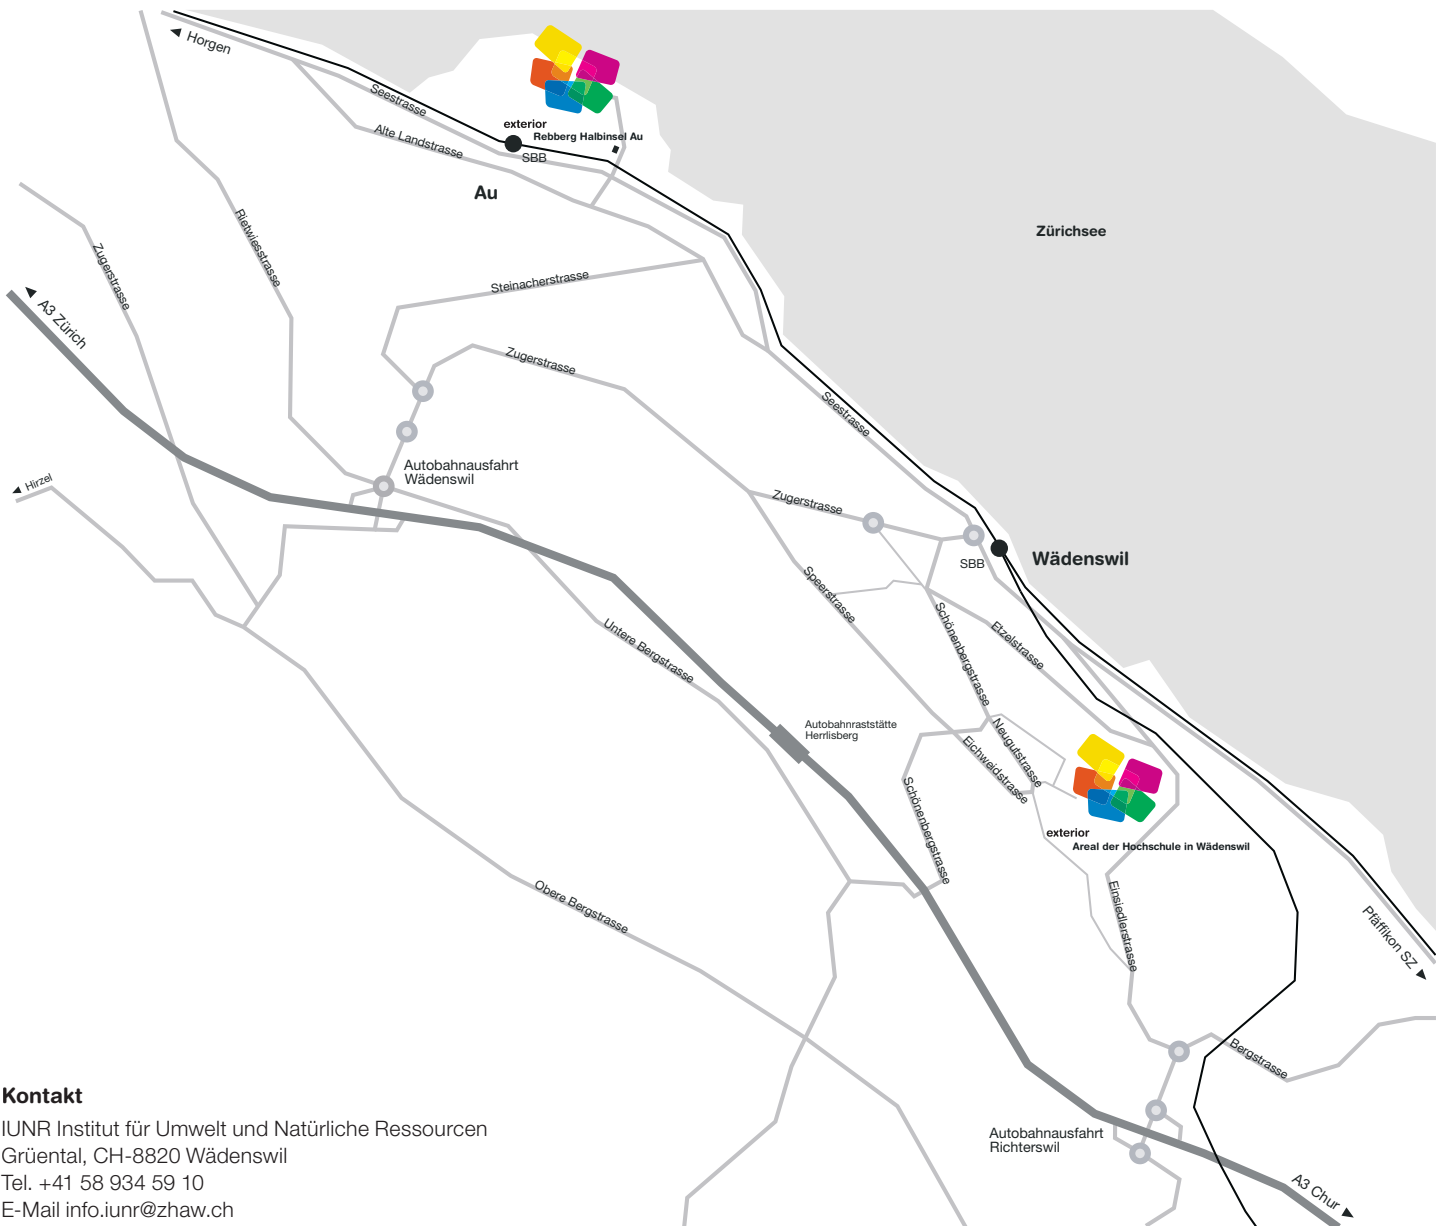 Horgen
Seestrasse
Alte Landstrasse
exterior
Rebberg Halbinsel Au
SBB
Au
Zürichsee
Rietwiesstrasse
Zugerstrasse
A3 Zürich
Steinacherstrasse
Zugerstrasse
Seestrasse
Autobahnausfahrt
Wädenswil
Hirzel
Zugerstrasse
SBB
Wädenswil
Speerstrasse
Schönenbergstrasse
Etzelstrasse
Untere Bergstrasse
Autobahnraststätte
Herrlisberg
Neugutstrasse
Eichweidstrasse
Schönenbergstrasse
exterior
Areal der Hochschule in Wädenswil
Obere Bergstrasse
Einsiedlerstrasse
Pfäffikon SZ
Bergstrasse
Autobahnausfahrt
Richterswil
A3 Chur
Kontakt
IUNR Institut für Umwelt und Natürliche Ressourcen
Grüental, CH-8820 Wädenswil
Tel. +41 58 934 59 10
E-Mail info.iunr@zhaw.ch